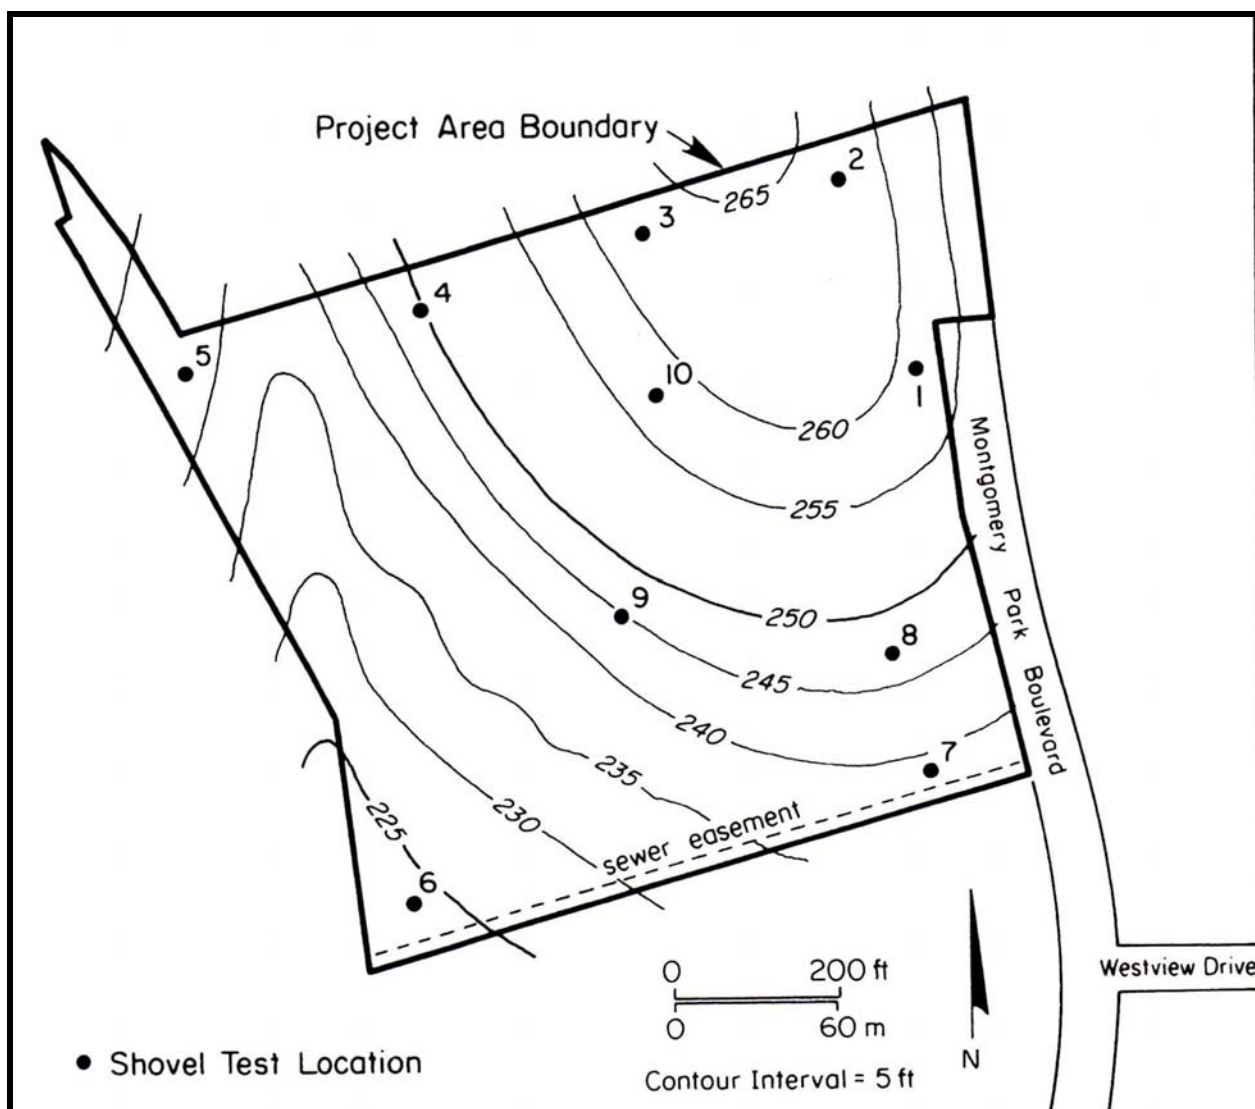 Project Area Boundary
2
265
3
4
5
10
1
260
255
Montgomery Park Boulevard
9
250
8
245
240
7
235
230
225
sewer easement
6
0 200 ft
0 60 m
Westview Drive
N
Shovel Test Location
Contour Interval = 5 ft